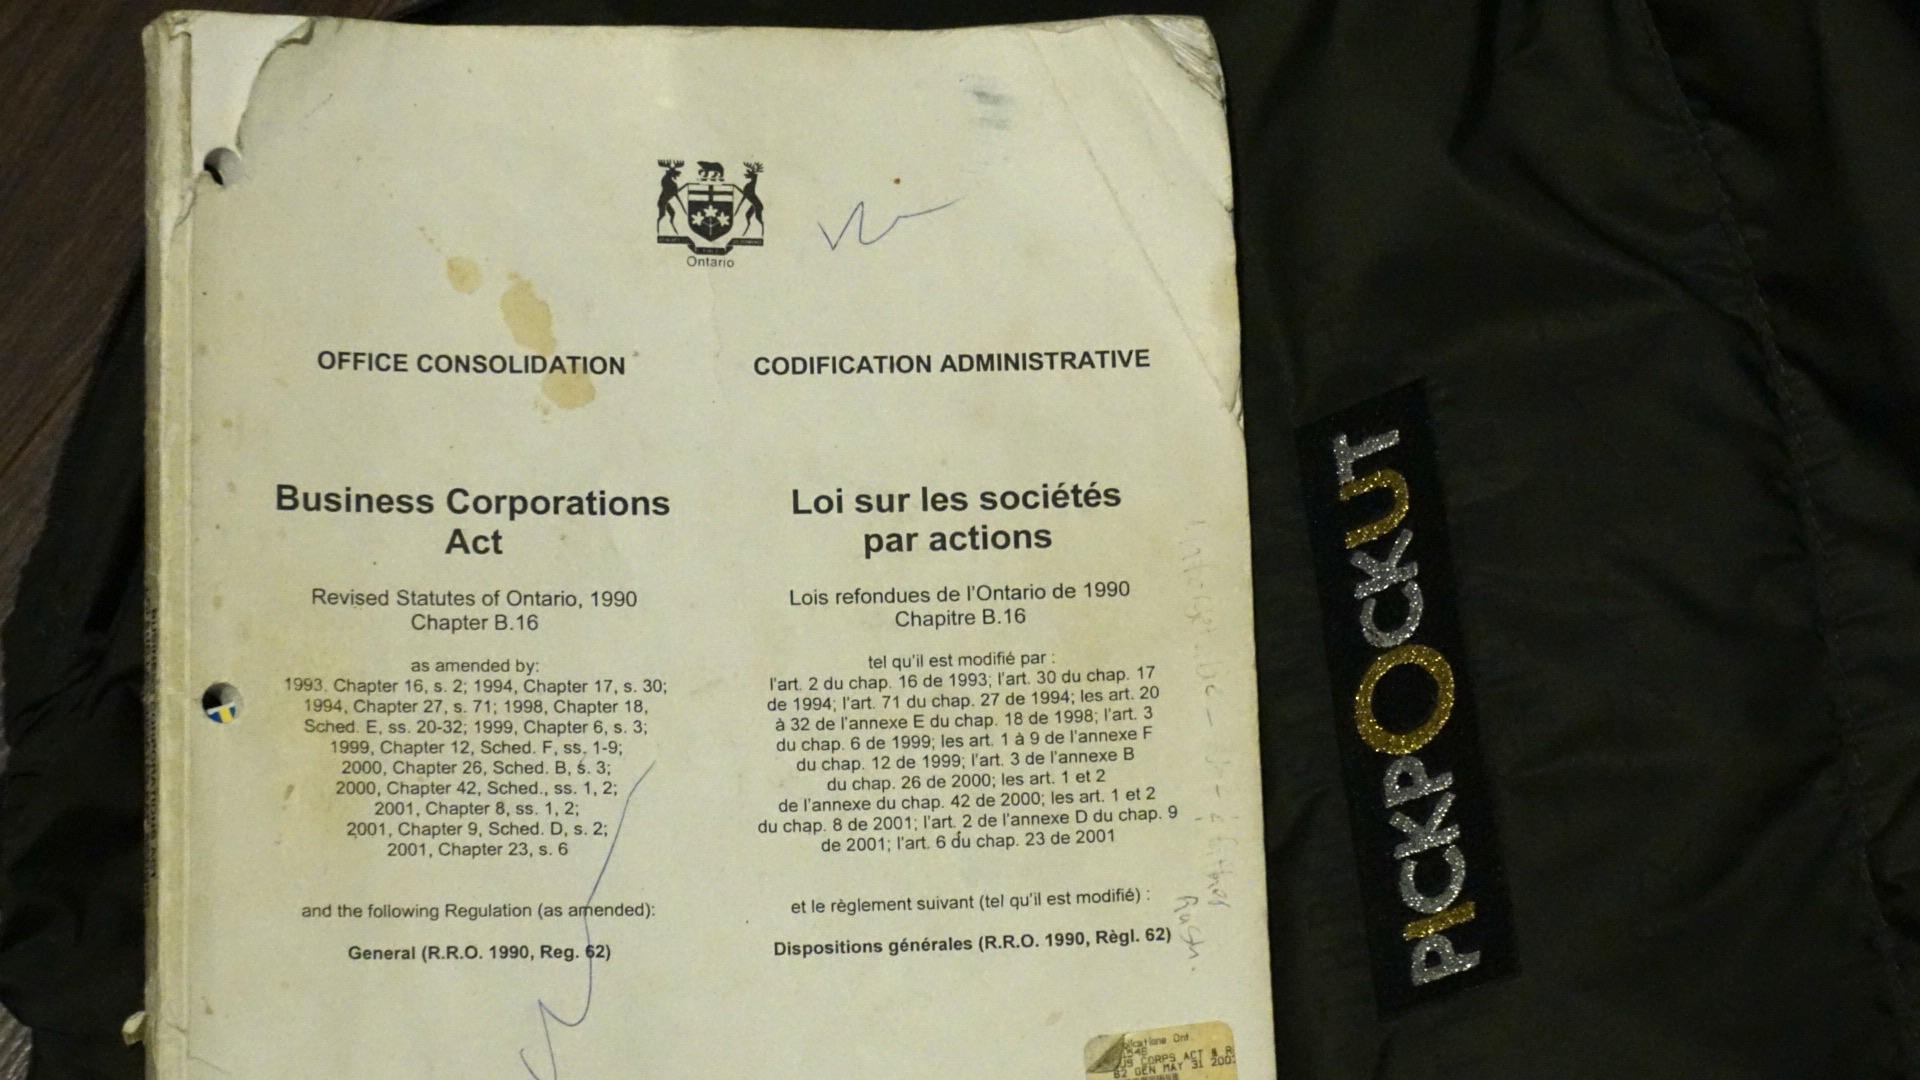 Ontario
OFFICE CONSOLIDATION
Business Corporations
Act
Revised Statutes of Ontario, 1990
Chapter B.16
as amended by:
1993. Chapter 16, s. 2; 1994, Chapter 17, s. 30;
1994, Chapter 27, s. 71; 1998, Chapter 18,
Sched. E, ss. 20-32; 1999, Chapter 6, s. 3;
1999, Chapter 12, Sched. F, ss. 1-9;
2000, Chapter 26, Sched. B, s. 3;
2000, Chapter 42, Sched., ss. 1, 2;
2001, Chapter 8, ss. 1, 2;
2001, Chapter 9, Sched. D, s. 2;
2001, Chapter 23, s. 6
and the following Regulation (as amended):
General (R.R.O. 1990, Reg. 62)
CODIFICATION ADMINISTRATIVE
Loi sur les sociétés
par actions
Lois refondues de l'Ontario de 1990
Chapitre B.16
tel qu'il est modifié par :
l'art. 2 du chap. 16 de 1993; l'art. 30 du chap. 17
de 1994; l'art. 71 du chap. 27 de 1994; les art. 20
à 32 de l'annexe E du chap. 18 de 1998; l'art. 3
du chap. 6 de 1999; les art. 1 à 9 de l'annexe F
du chap. 12 de 1999; l'art. 3 de l'annexe B
du chap. 26 de 2000; les art. 1 et 2
de l'annexe du chap. 42 de 2000; les art. 1 et 2
du chap. 8 de 2001; l'art. 2 de l'annexe D du chap. 9
de 2001; l'art. 6 du chap. 23 de 2001
et le règlement suivant (tel qu'il est modifié) :
Dispositions générales (R.R.O. 1990, Règl. 62)
Ont
CORPS ACT & R
62 GEN MAY 31
PICKPOCKUT